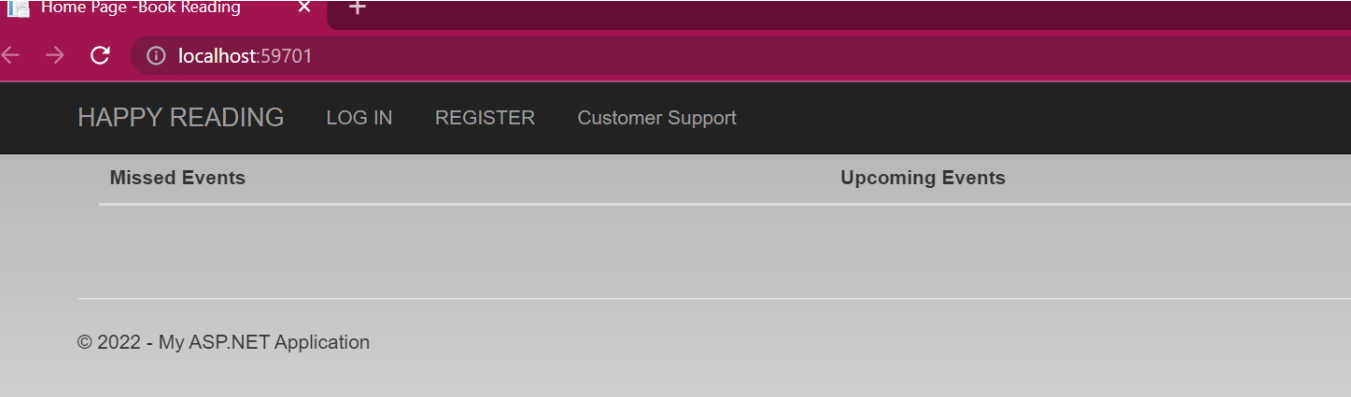 Home Page -Book Reading
localhost:59701
HAPPY READING LOG IN REGISTER Customer Support
Missed Events Upcoming Events
© 2022 - My ASP.NET Application